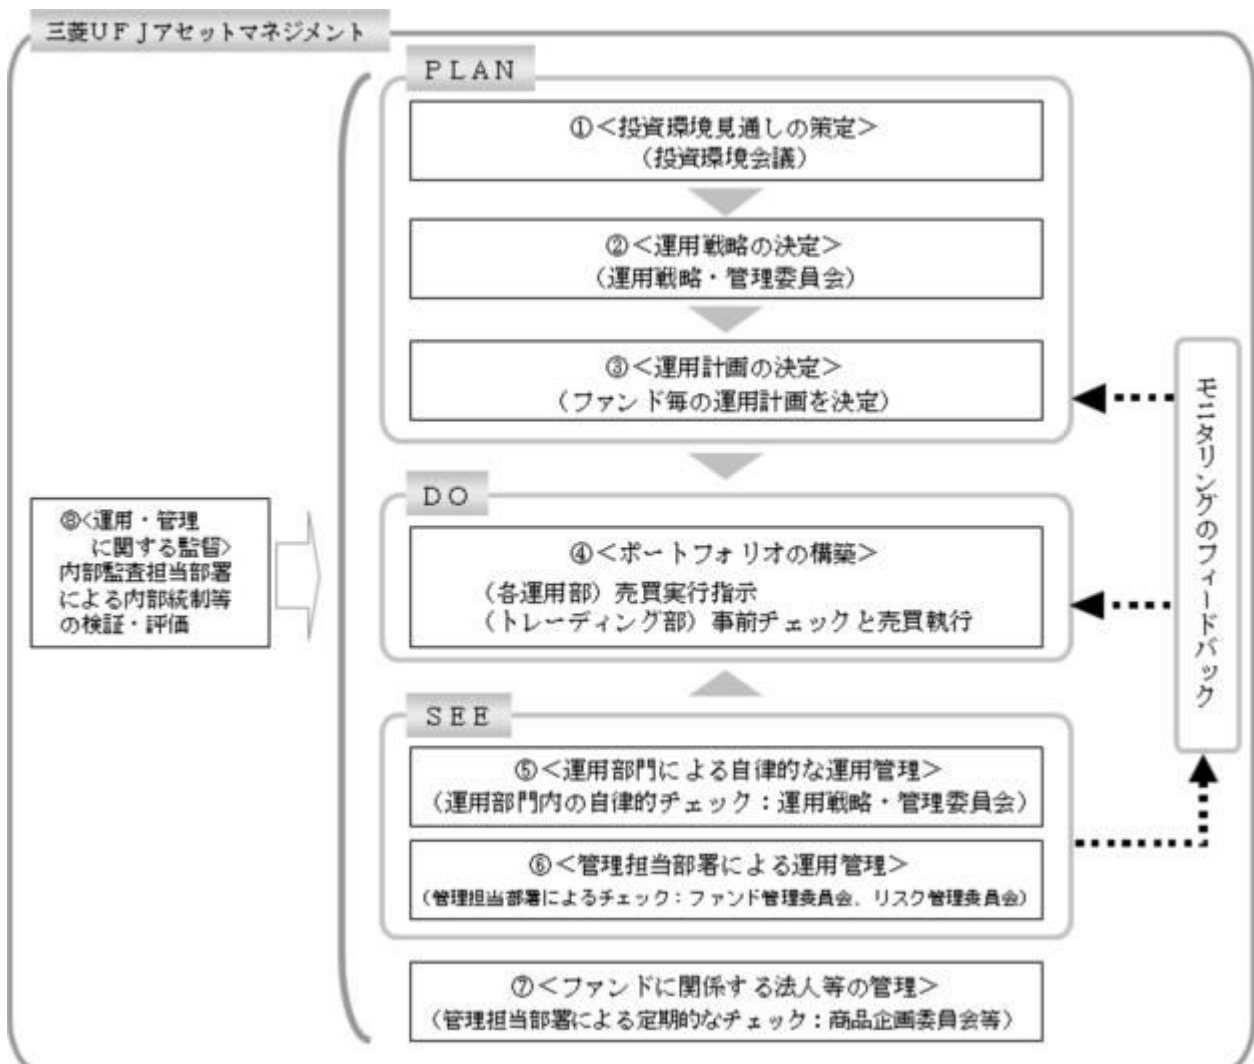 三菱UFJアセットマネジメント
PLAN
①<投資環境見通しの策定>
(投資環境会議)
②<運用戦略の決定>
(運用戦略・管理委員会)
③<運用計画の決定>
(ファンド毎の運用計画を決定)
DO
④<ポートフォリオの構築>
(各運用部)売買実行指示
(トレーディング部)事前チェックと売買執行
SEE
⑤<運用部門による自律的な運用管理>
(運用部門内の自律的チェック:運用戦略・管理委員会)
⑥<管理担当部署による運用管理>
(管理担当部署によるチェック:ファンド管理委員会、リスク管理委員会)
⑦<ファンドに関係する法人等の管理>
(管理担当部署による定期的なチェック:商品企画委員会等)
⑧<運用・管理
に関する監督>
内部監査担当部署
による内部統制等
の検証・評価
モニタリングのフィードバック